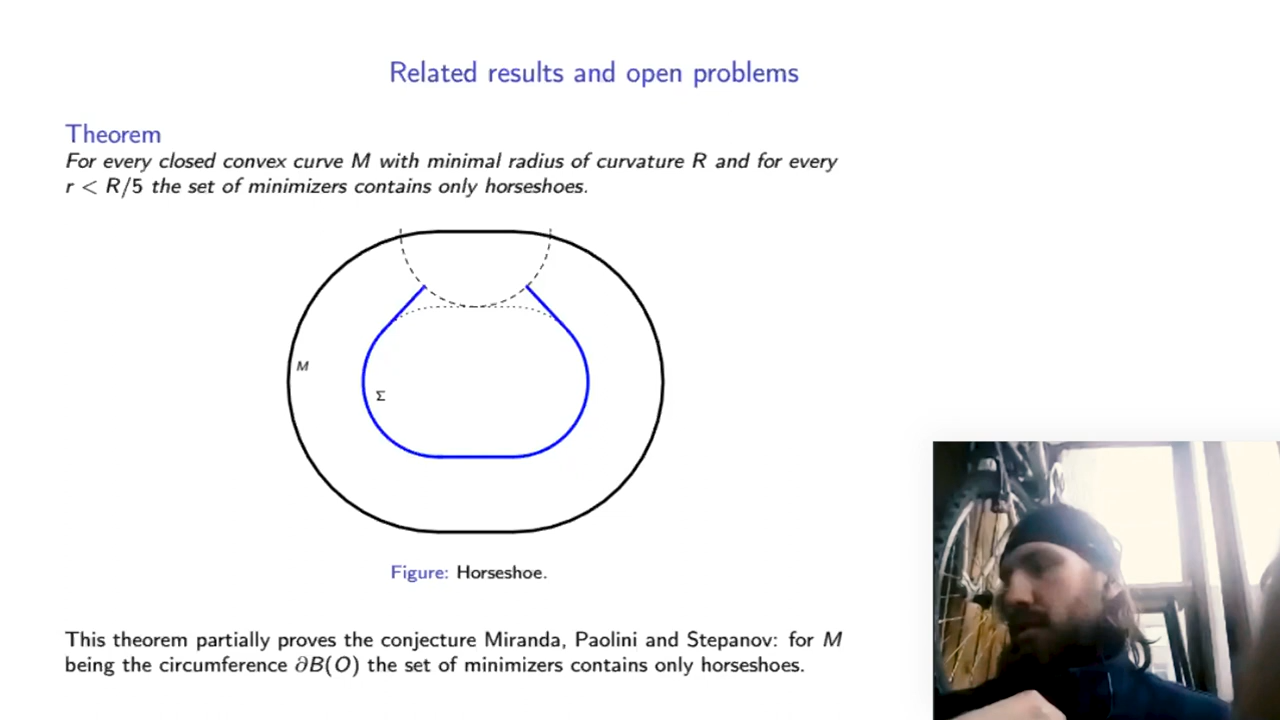 Related results and open problems
Theorem
For every closed convex curve M with minimal radius of curvature R and for every
r < R/5 the set of minimizers contains only horseshoes.
M
Σ
Figure: Horseshoe.
This theorem partially proves the conjecture Miranda, Paolini and Stepanov: for M
being the circumference ∂B(O) the set of minimizers contains only horseshoes.